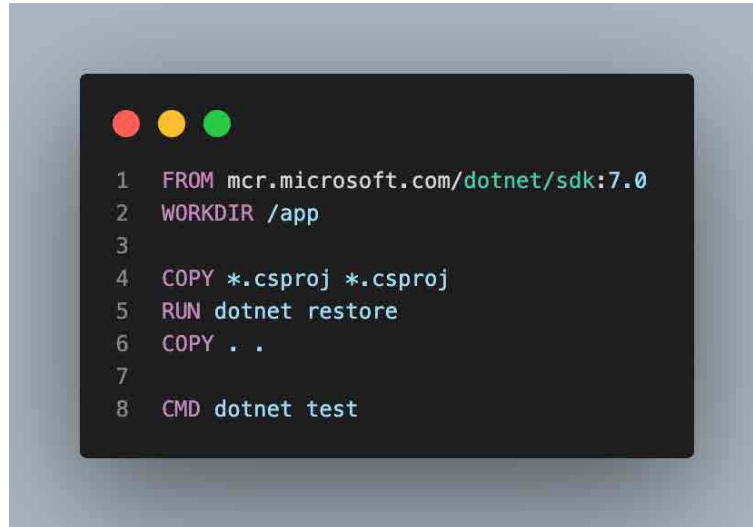 1 FROM mcr.microsoft.com/dotnet/sdk:7.0
2 WORKDIR /app
3
4 COPY *.csproj *.csproj
5 RUN dotnet restore
6 COPY . .
7
8 CMD dotnet test